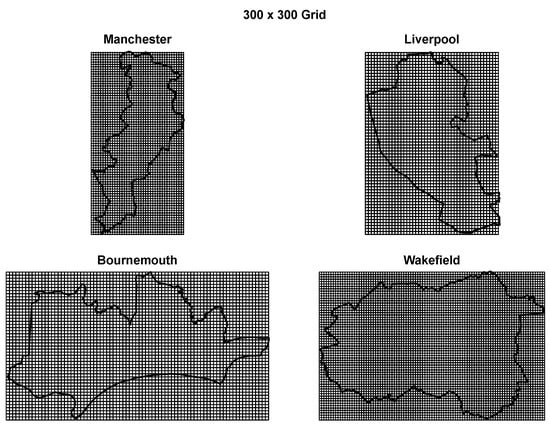 300 x 300 Grid
Manchester
Liverpool
Bournemouth
Wakefield